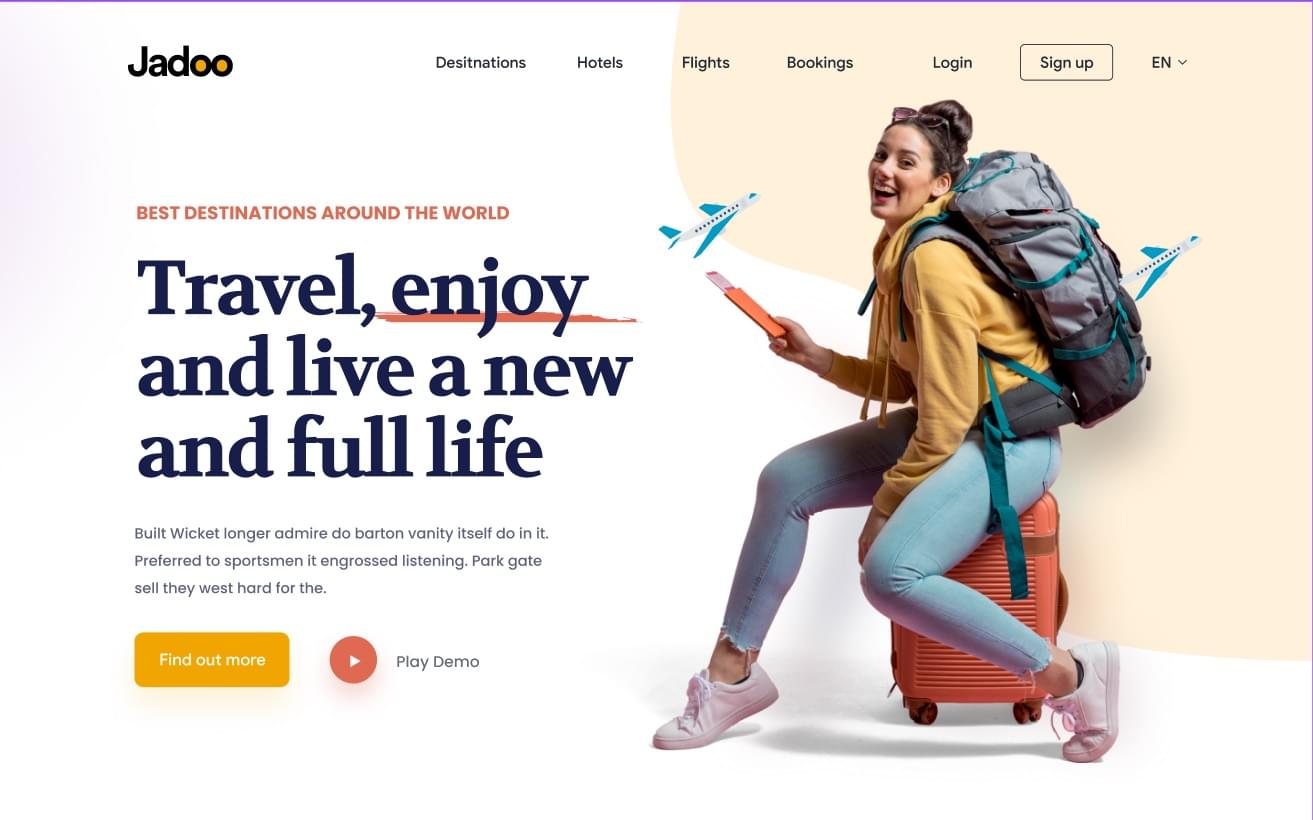 Jadoo
Desitnations Hotels Flights Bookings Login Sign up EN
BEST DESTINATIONS AROUND THE WORLD
Travel, enjoy
and live a new
and full life
Built Wicket longer admire do barton vanity itself do in it.
Preferred to sportsmen it engrossed listening. Park gate
sell they west hard for the.
Find out more Play Demo